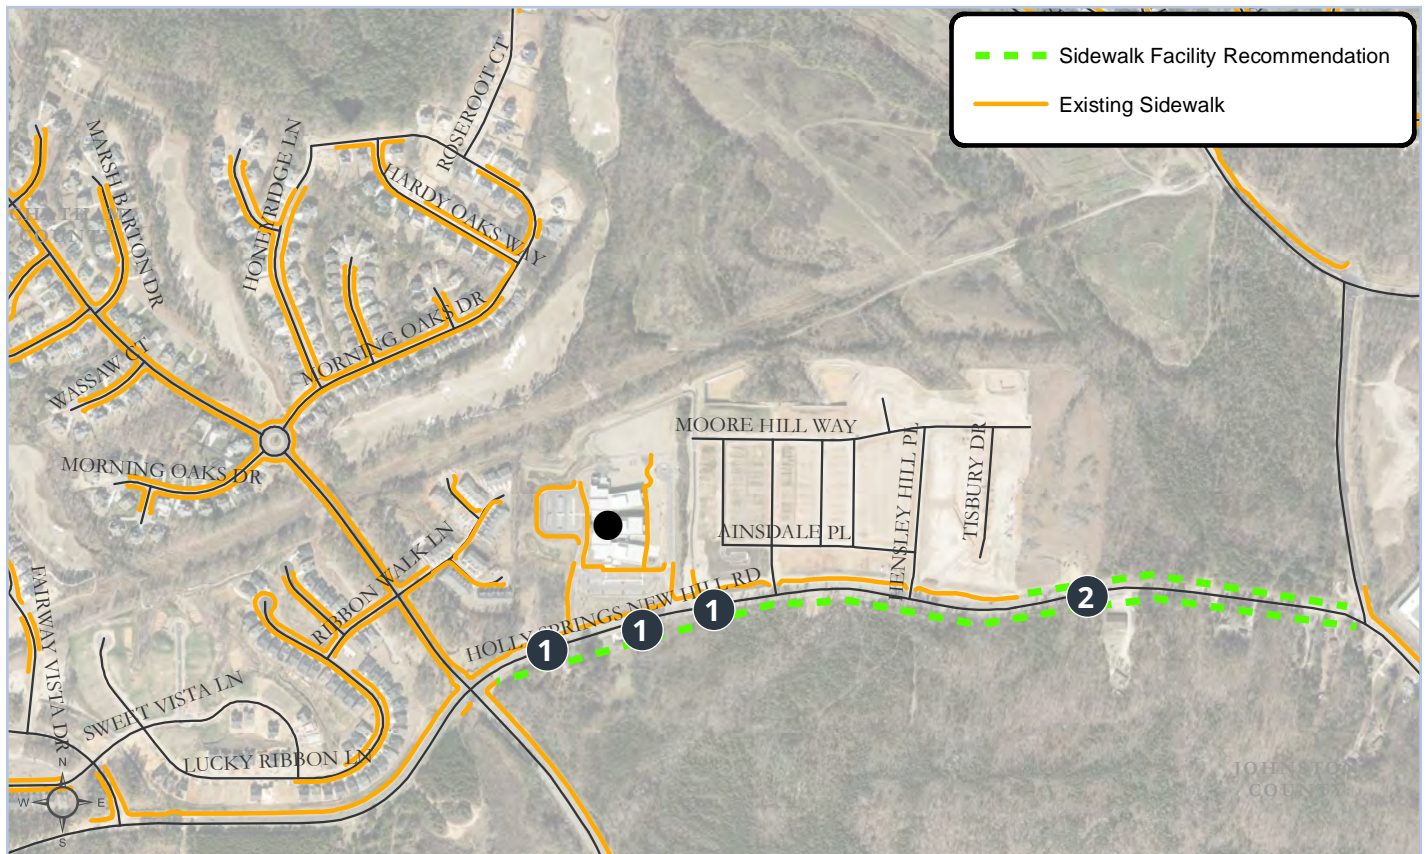 Sidewalk Facility Recommendation
Existing Sidewalk
ROSEROOT CT
MARSH BARTON DR
HONEYRIDGE LN
HARDY OAKS WAY
MORNING OAKS DR
WASSAW CT
MORNING OAKS DR
MOORE HILL WAY
HENSLEY HILL PL
TISBURY DR
AINSDALE PL
RIBBON WALK LN
HOLLY SPRINGS-NEW HILL RD
1
1
1
2
FAIRWAY VISTA DR
SWEET VISTA LN
LUCKY RIBBON LN
N
W
E
S
JOHNSTON
COUNTY